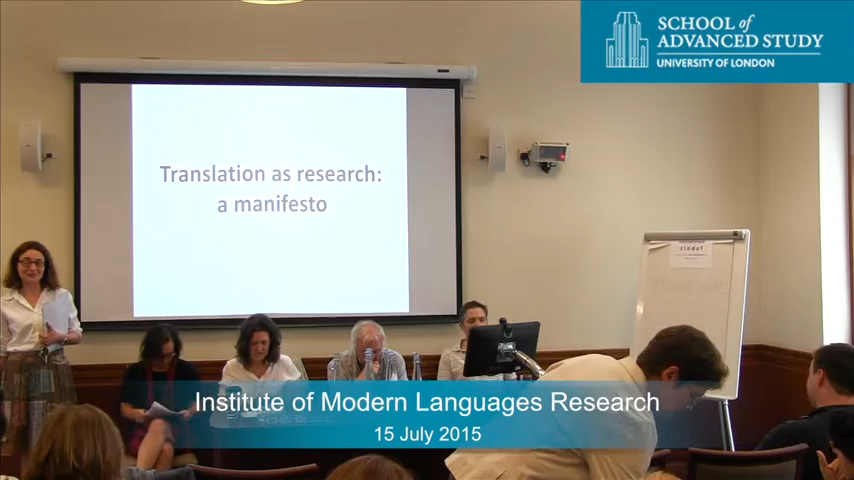 SCHOOL of
ADVANCED STUDY
UNIVERSITY OF LONDON
Translation as research:
a manifesto
Institute of Modern Languages Research
15 July 2015